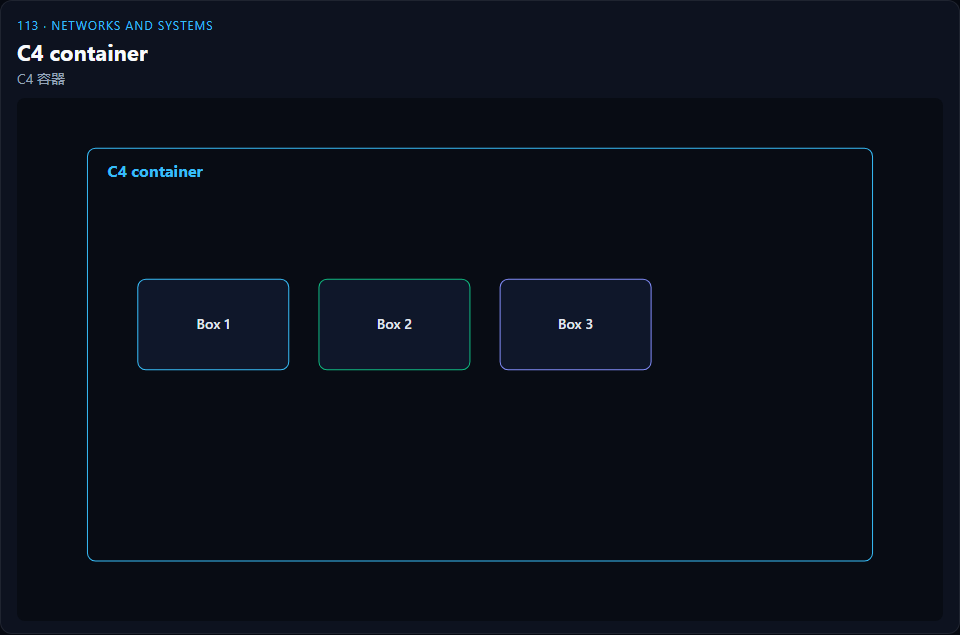 113 · NETWORKS AND SYSTEMS
C4 container
C4 容器
C4 container
Box 1
Box 2
Box 3